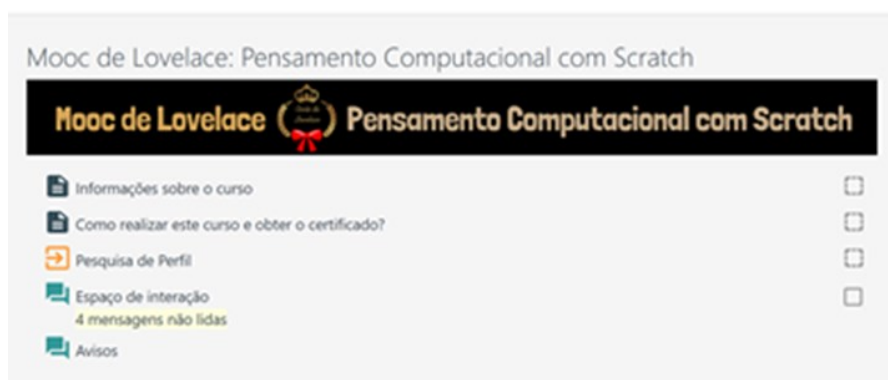 Mooc de Lovelace: Pensamento Computacional com Scratch
Mooc de Lovelace Pensamento Computacional com Scratch
Informações sobre o curso
Como realizar este curso e obter o certificado?
Pesquisa de Perfil
Espaço de interação
4 mensagens não lidas
Avisos